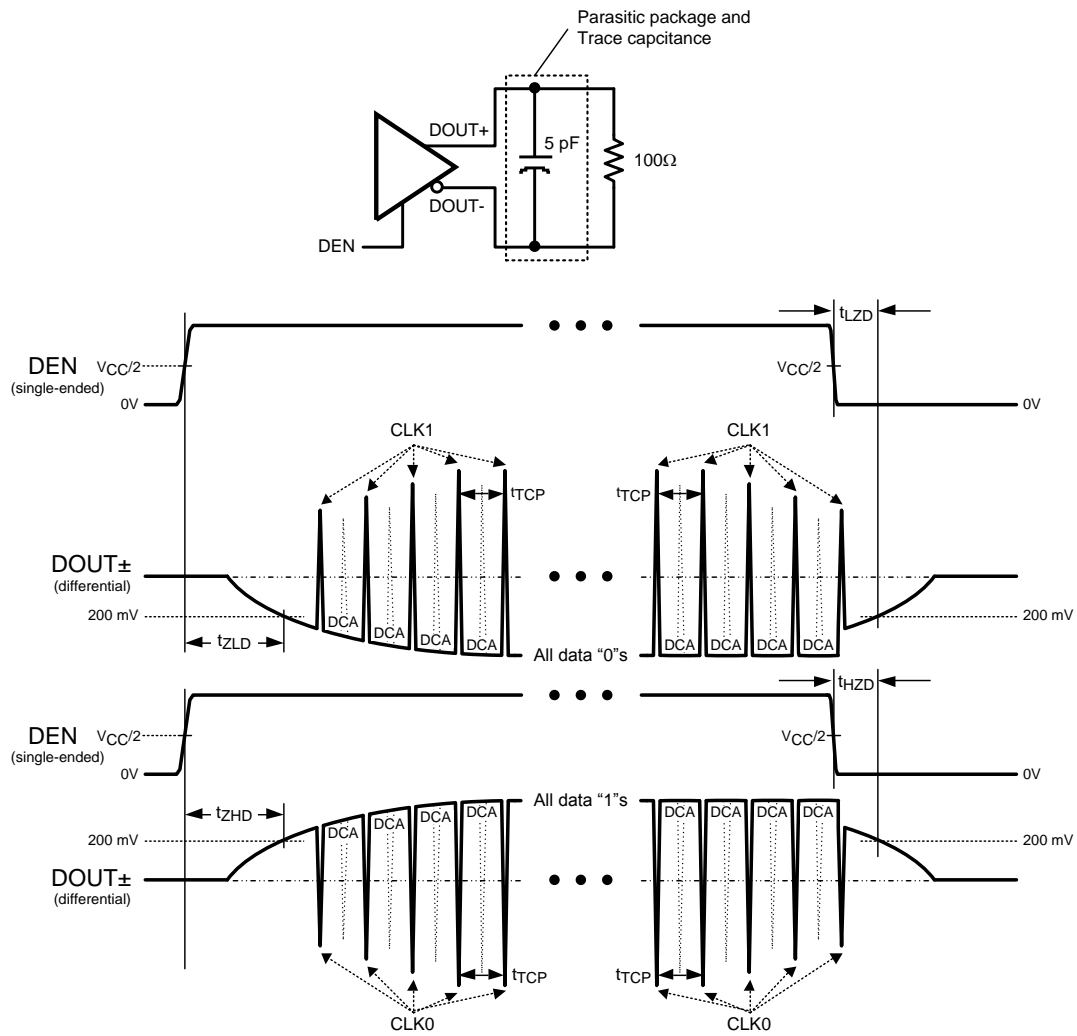 Parasitic package and
Trace capcitance
DOUT+
5 pF
100Ω
DOUT-
DEN
tLZD
DEN
(single-ended)
VCC/2
VCC/2
0V
0V
CLK1
CLK1
tTCP
tTCP
DOUT±
(differential)
200 mV
200 mV
DCA
DCA
DCA
DCA
DCA
DCA
DCA
DCA
tZLD
All data “0”s
tHZD
DEN
(single-ended)
VCC/2
VCC/2
0V
0V
All data “1”s
tZHD
DCA
DCA
DCA
DCA
DCA
DCA
DCA
DCA
200 mV
200 mV
DOUT±
(differential)
tTCP
tTCP
CLK0
CLK0